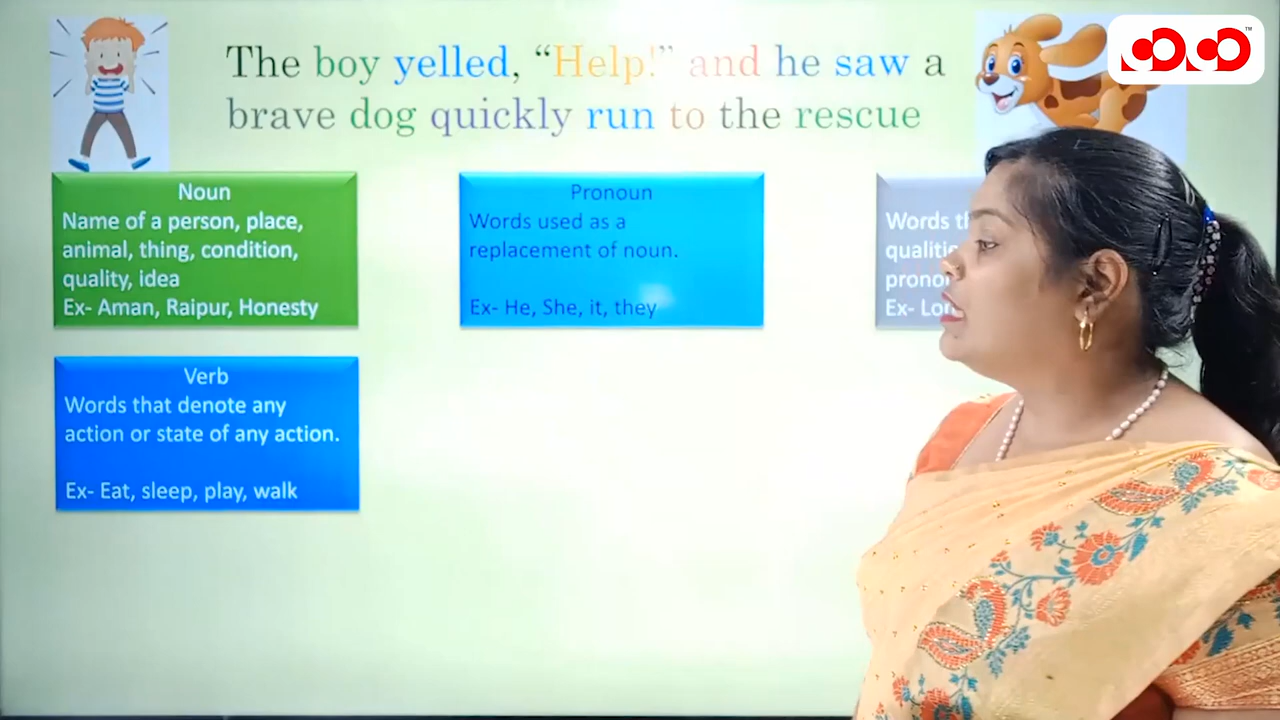 The boy yelled, “Help!” and he saw a
brave dog quickly run to the rescue
Noun
Name of a person, place,
animal, thing, condition,
quality, idea
Ex- Aman, Raipur, Honesty
Pronoun
Words used as a
replacement of noun.
Ex- He, She, it, they
Words
Ex-
Verb
Words that denote any
action or state of any action.
Ex- Eat, sleep, play, walk